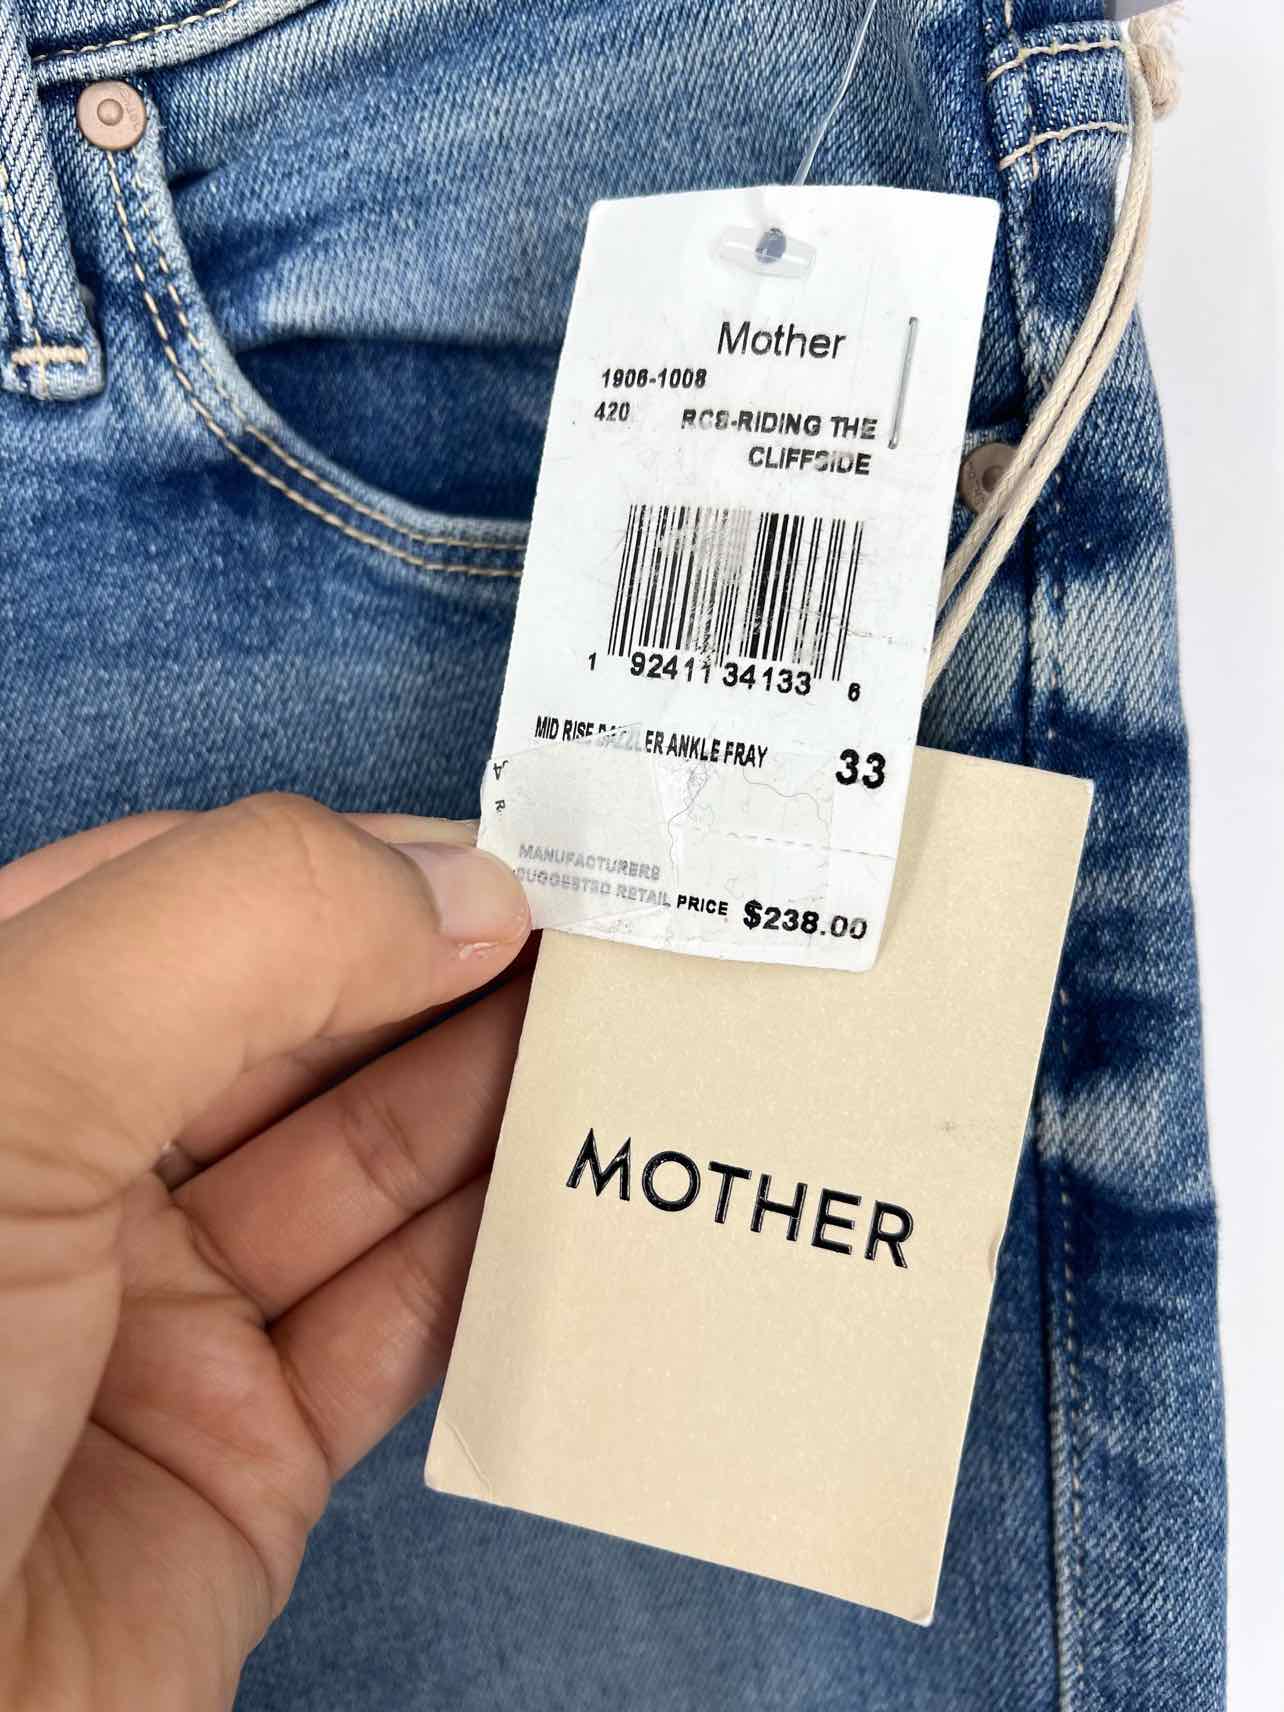 Mother
1906-1008
420 RCS-RIDING THE
CLIFFSIDE
1 92411 34133 6
MID RISE DAZZLER ANKLE FRAY 33
MANUFACTURERS
SUGGESTED RETAIL PRICE $238.00
MOTHER